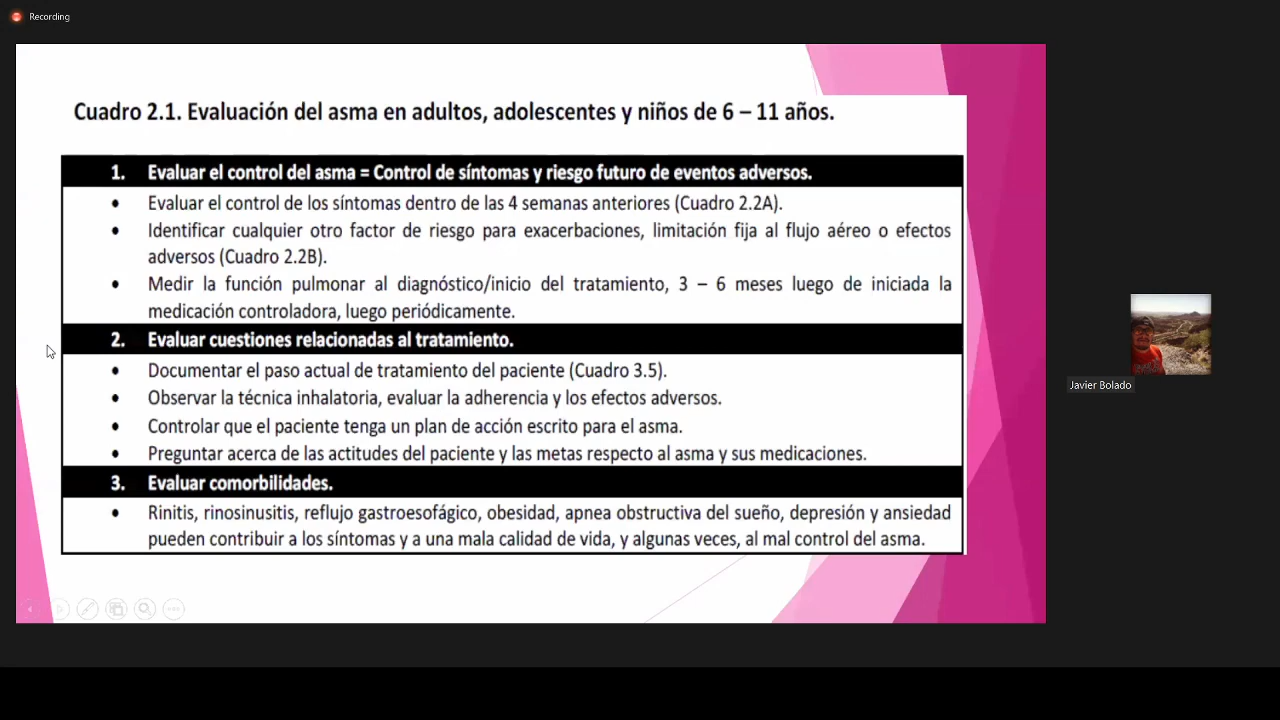 Recording
Cuadro 2.1. Evaluación del asma en adultos, adolescentes y niños de 6 – 11 años.
1. Evaluar el control del asma = Control de síntomas y riesgo futuro de eventos adversos.
• Evaluar el control de los síntomas dentro de las 4 semanas anteriores (Cuadro 2.2A).
• Identificar cualquier otro factor de riesgo para exacerbaciones, limitación fija al flujo aéreo o efectos
adversos (Cuadro 2.2B).
• Medir la función pulmonar al diagnóstico/inicio del tratamiento, 3 – 6 meses luego de iniciada la
medicación controladora, luego periódicamente.
2. Evaluar cuestiones relacionadas al tratamiento.
• Documentar el paso actual de tratamiento del paciente (Cuadro 3.5).
• Observar la técnica inhalatoria, evaluar la adherencia y los efectos adversos.
• Controlar que el paciente tenga un plan de acción escrito para el asma.
• Preguntar acerca de las actitudes del paciente y las metas respecto al asma y sus medicaciones.
3. Evaluar comorbilidades.
• Rinitis, rinosinusitis, reflujo gastroesofágico, obesidad, apnea obstructiva del sueño, depresión y ansiedad
pueden contribuir a los síntomas y a una mala calidad de vida, y algunas veces, al mal control del asma.
Javier Bolado